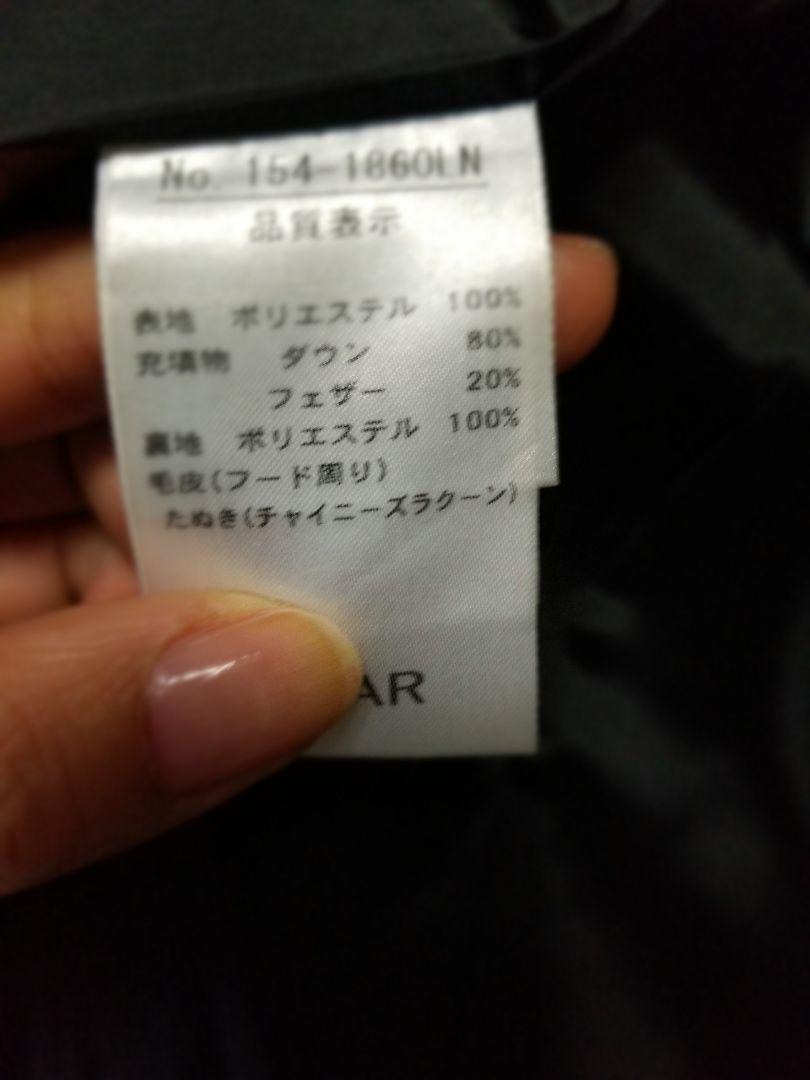 No. 154-1860LN
品質表示
表地 ポリエステル 100%
充填物 ダウン 80%
フェザー 20%
裏地 ポリエステル 100%
毛皮(フード周り)
たぬき(チャイニーズラクーン)
AR